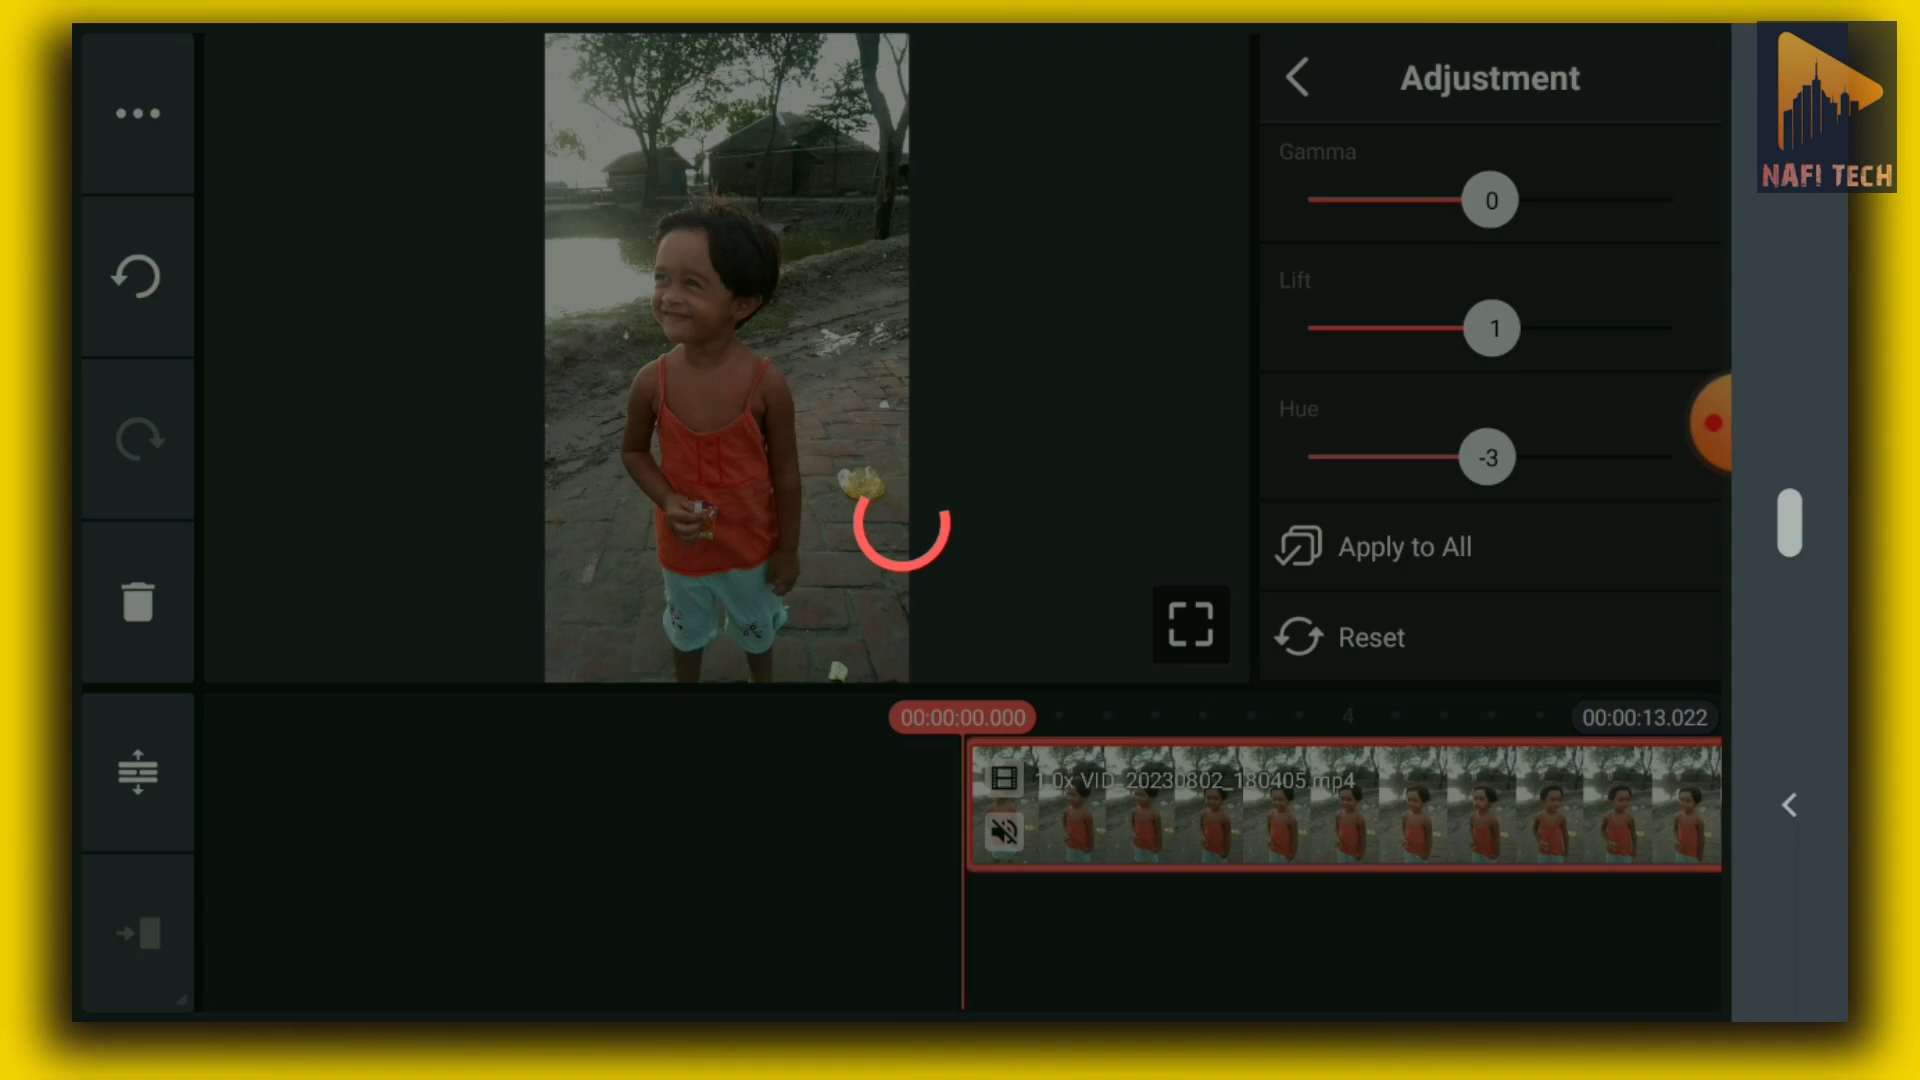 Adjustment
NAFI TECH
Gamma
0
Lift
1
Hue
-3
Apply to All
Reset
00:00:00.000
4
00:00:13.022
1.0x VID_20230802_180405.mp4